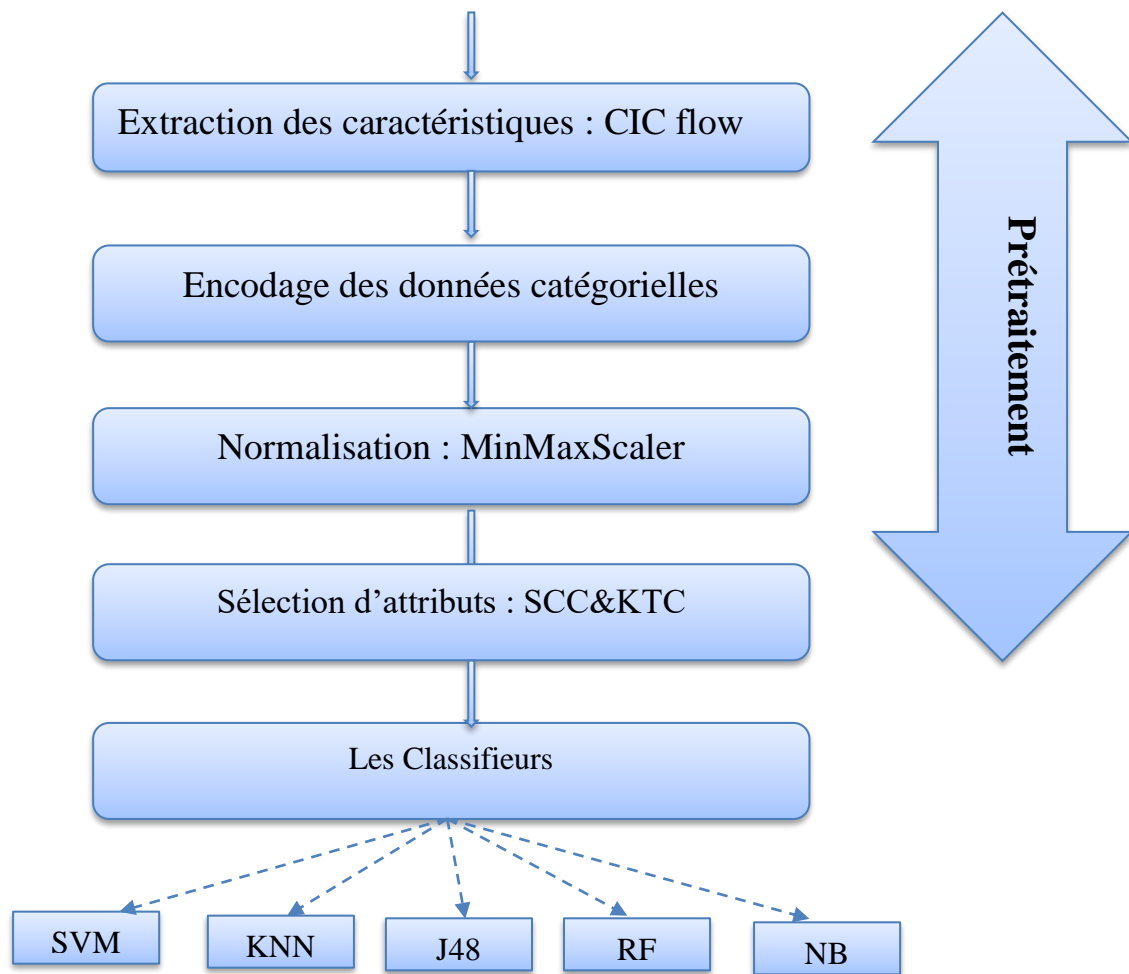 Extraction des caractéristiques : CIC flow
Encodage des données catégorielles
Normalisation : MinMaxScaler
Sélection d’attributs : SCC&KTC
Les Classifieurs
SVM
KNN
J48
RF
NB
Prétraitement